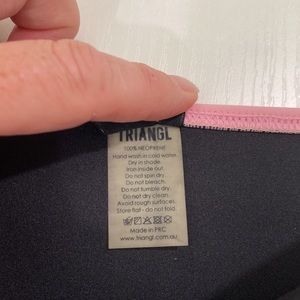 TRIANGL
100% NEOPRENE
Hand wash in cold water.
Dry in shade.
Iron inside out.
Do not spin dry.
Do not bleach.
Do not tumble dry.
Do not dry clean.
Avoid rough surfaces.
Store flat - do not fold.
Made in PRC
www.triangl.com.au